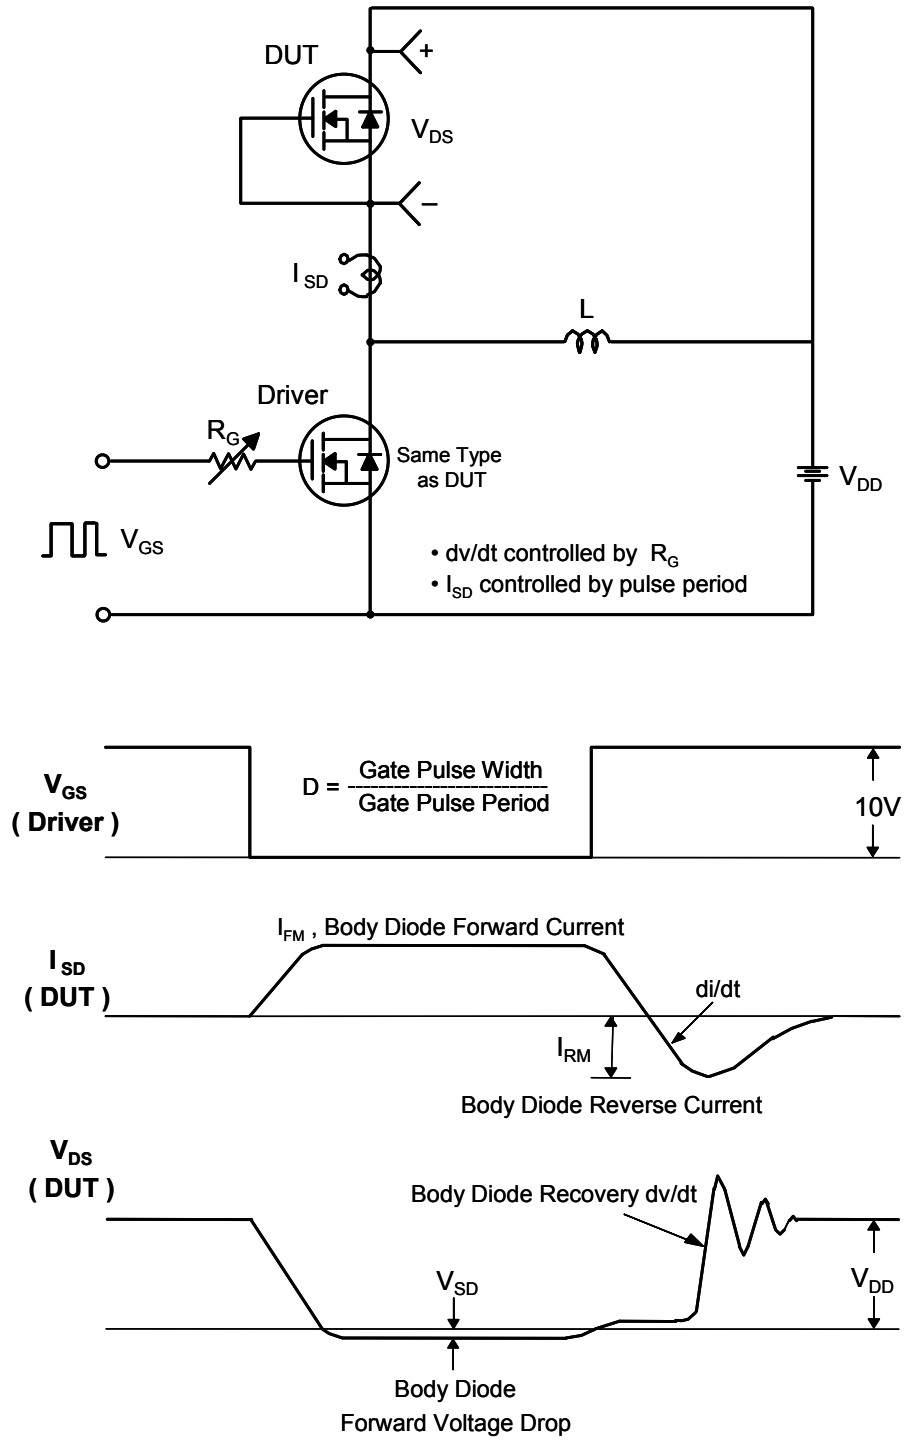 DUT
+
V_DS
−
I_SD
L
Driver
R_G
Same Type
as DUT
V_DD
V_GS
• dv/dt controlled by R_G
• I_SD controlled by pulse period
V_GS
( Driver )
D = Gate Pulse Width
Gate Pulse Period
10V
I_FM , Body Diode Forward Current
I_SD
( DUT )
di/dt
I_RM
Body Diode Reverse Current
V_DS
( DUT )
Body Diode Recovery dv/dt
V_SD
V_DD
Body Diode
Forward Voltage Drop